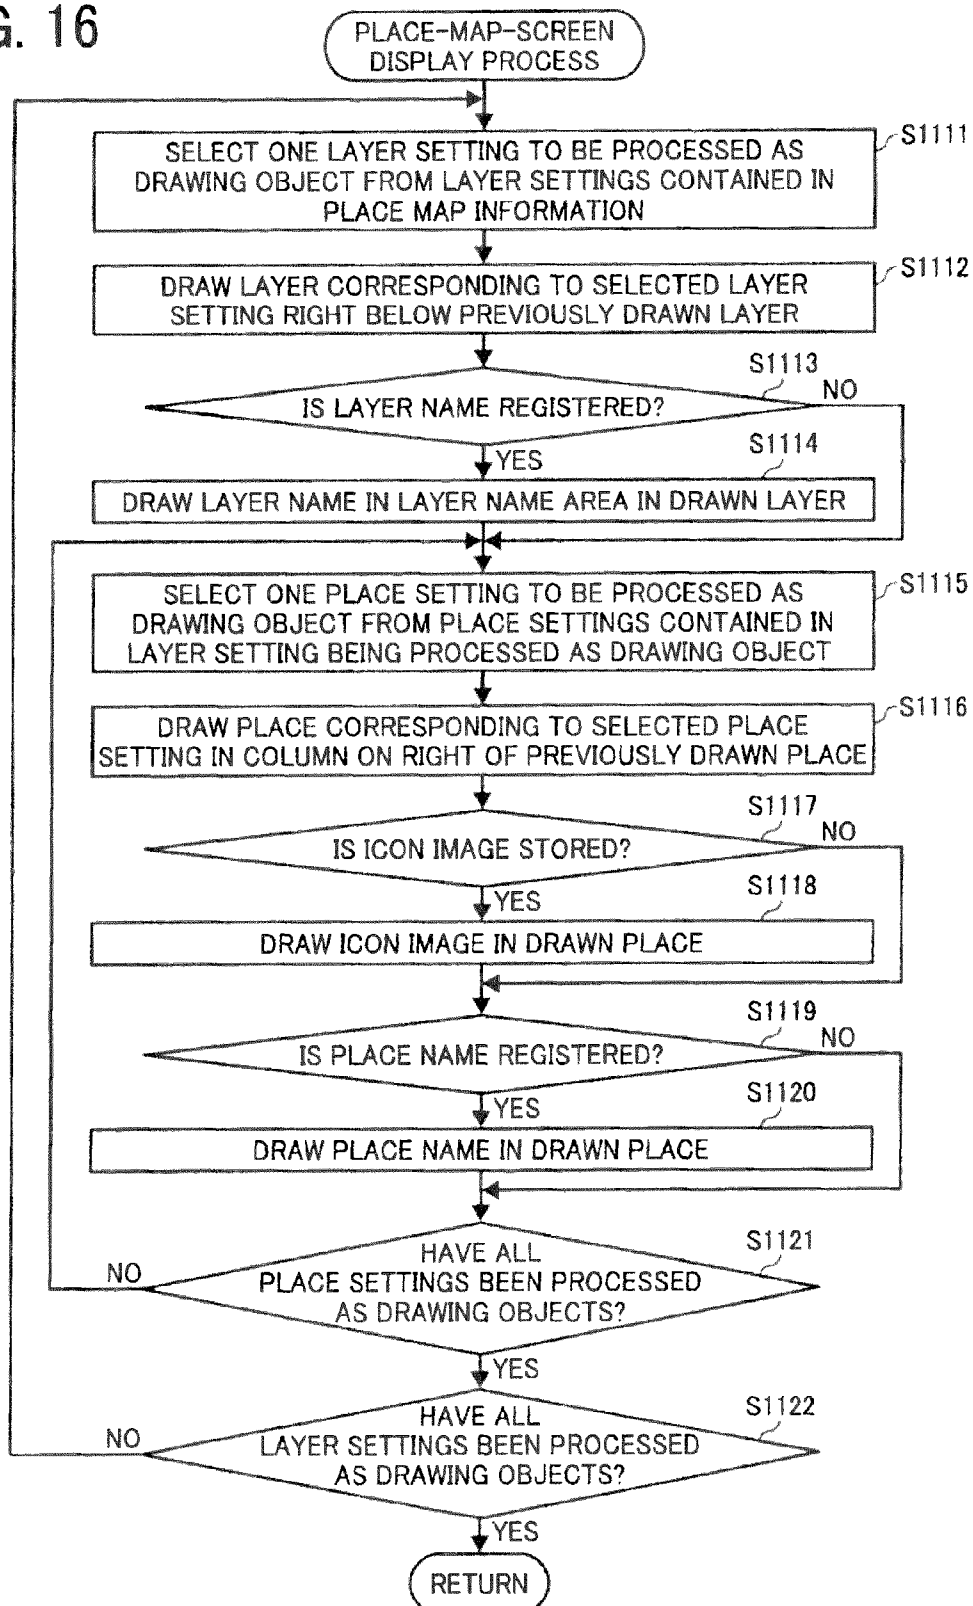 G. 16
PLACE-MAP-SCREEN
DISPLAY PROCESS
S1111
SELECT ONE LAYER SETTING TO BE PROCESSED AS
DRAWING OBJECT FROM LAYER SETTINGS CONTAINED IN
PLACE MAP INFORMATION
S1112
DRAW LAYER CORRESPONDING TO SELECTED LAYER
SETTING RIGHT BELOW PREVIOUSLY DRAWN LAYER
S1113
IS LAYER NAME REGISTERED?
NO
YES
S1114
DRAW LAYER NAME IN LAYER NAME AREA IN DRAWN LAYER
S1115
SELECT ONE PLACE SETTING TO BE PROCESSED AS
DRAWING OBJECT FROM PLACE SETTINGS CONTAINED IN
LAYER SETTING BEING PROCESSED AS DRAWING OBJECT
S1116
DRAW PLACE CORRESPONDING TO SELECTED PLACE
SETTING IN COLUMN ON RIGHT OF PREVIOUSLY DRAWN PLACE
S1117
IS ICON IMAGE STORED?
NO
YES
S1118
DRAW ICON IMAGE IN DRAWN PLACE
S1119
IS PLACE NAME REGISTERED?
NO
YES
S1120
DRAW PLACE NAME IN DRAWN PLACE
S1121
HAVE ALL
PLACE SETTINGS BEEN PROCESSED
AS DRAWING OBJECTS?
NO
YES
S1122
HAVE ALL
LAYER SETTINGS BEEN PROCESSED
AS DRAWING OBJECTS?
NO
YES
RETURN